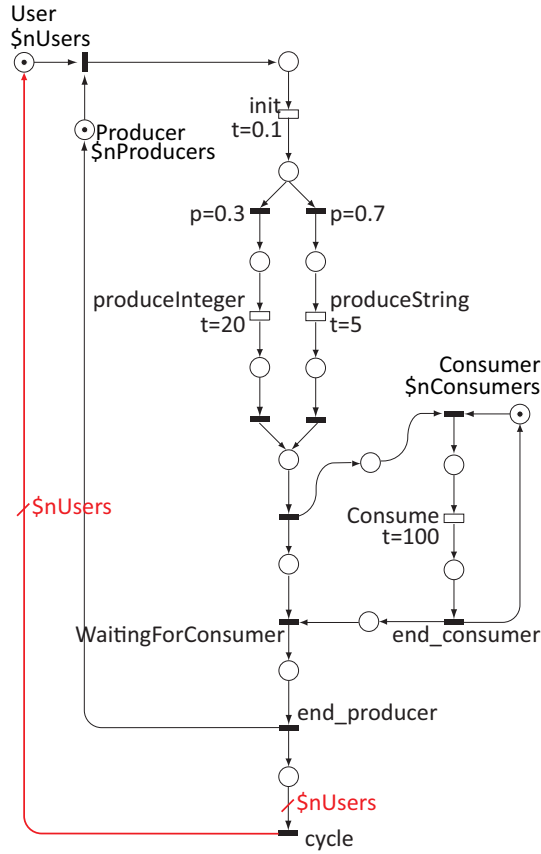 User
$nUsers
init
t=0.1
Producer
$nProducers
p=0.3
p=0.7
produceInteger
t=20
produceString
t=5
Consumer
$nConsumers
$nUsers
Consume
t=100
WaitingForConsumer
end_consumer
end_producer
$nUsers
cycle